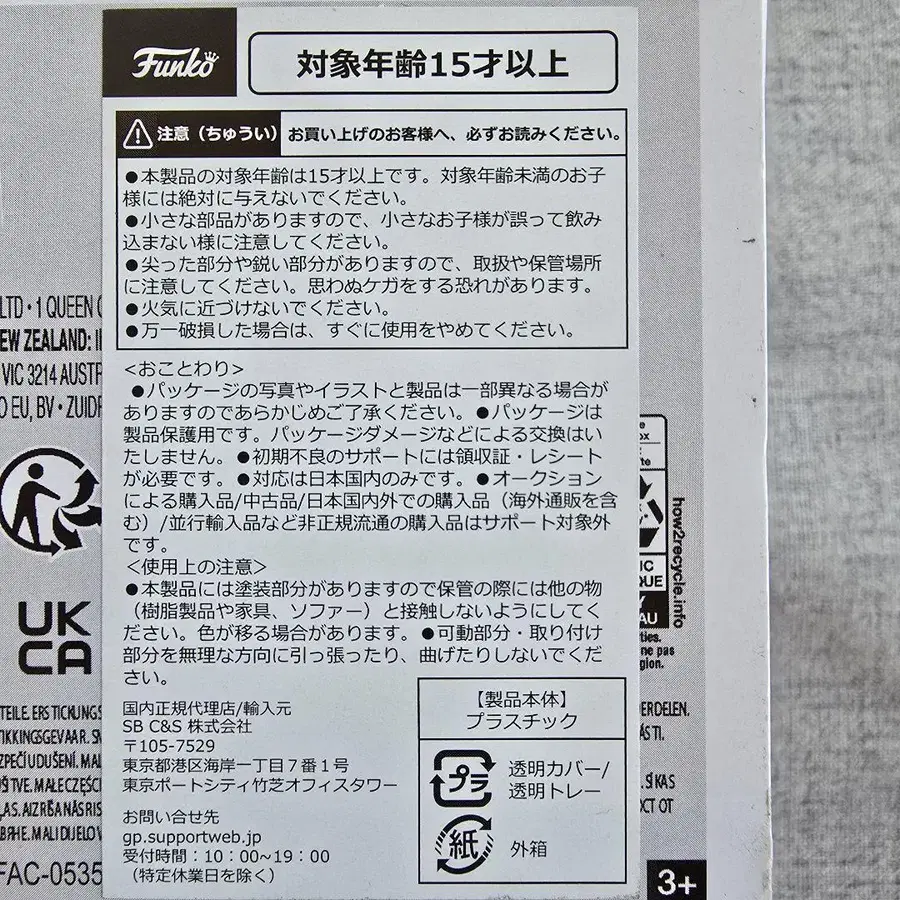 Funko
対象年齢15才以上
注意（ちゅうい） お買い上げのお客様へ、必ずお読みください。
●本製品の対象年齢は15才以上です。対象年齢未満のお子
様には絶対に与えないでください。
●小さな部品がありますので、小さなお子様が誤って飲み
込まない様に注意してください。
●尖った部分や鋭い部分がありますので、取扱や保管場所
に注意してください。思わぬケガをする恐れがあります。
●火気に近づけないでください。
●万一破損した場合は、すぐに使用をやめてください。
<おことわり>
●パッケージの写真やイラストと製品は一部異なる場合が
ありますのであらかじめご了承ください。●パッケージは
製品保護用です。パッケージダメージなどによる交換はい
たしません。●初期不良のサポートには領収証・レシート
が必要です。●対応は日本国内のみです。●オークション
による購入品/中古品/日本国内外での購入品（海外通販を含
む）/並行輸入品など非正規流通の購入品はサポート対象外
です。
<使用上の注意>
●本製品には塗装部分がありますので保管の際には他の物
（樹脂製品や家具、ソファー）と接触しないようにしてく
ださい。色が移る場合があります。●可動部分・取り付け
部分を無理な方向に引っ張ったり、曲げたりしないでくだ
さい。
国内正規代理店/輸入元
SB C&S 株式会社
〒105-7529
東京都港区海岸一丁目７番１号
東京ポートシティ竹芝オフィスタワー
お問い合せ先
gp.supportweb.jp
受付時間：10：00~19：00
（特定休業日を除く）
【製品本体】
プラスチック
プラ
透明カバー/
透明トレー
紙
外箱
LTD • 1 QUEEN
EW ZEALAND:
VIC 3214 AUSTR
O EU, BV • ZUIDP
UK
CA
how2recycle.info
FAC-0535
3+